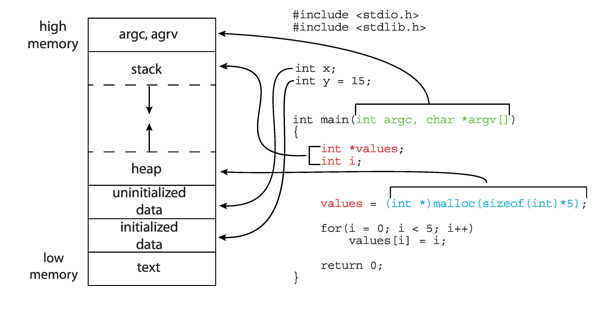 high
memory
argc, agrv
stack
heap
uninitialized
data
initialized
data
low
memory
text
#include <stdio.h>
#include <stdlib.h>
int x;
int y = 15;
int main(int argc, char *argv[])
{
int *values;
int i;
values = (int *)malloc(sizeof(int)*5);
for(i = 0; i < 5; i++)
values[i] = i;
return 0;
}